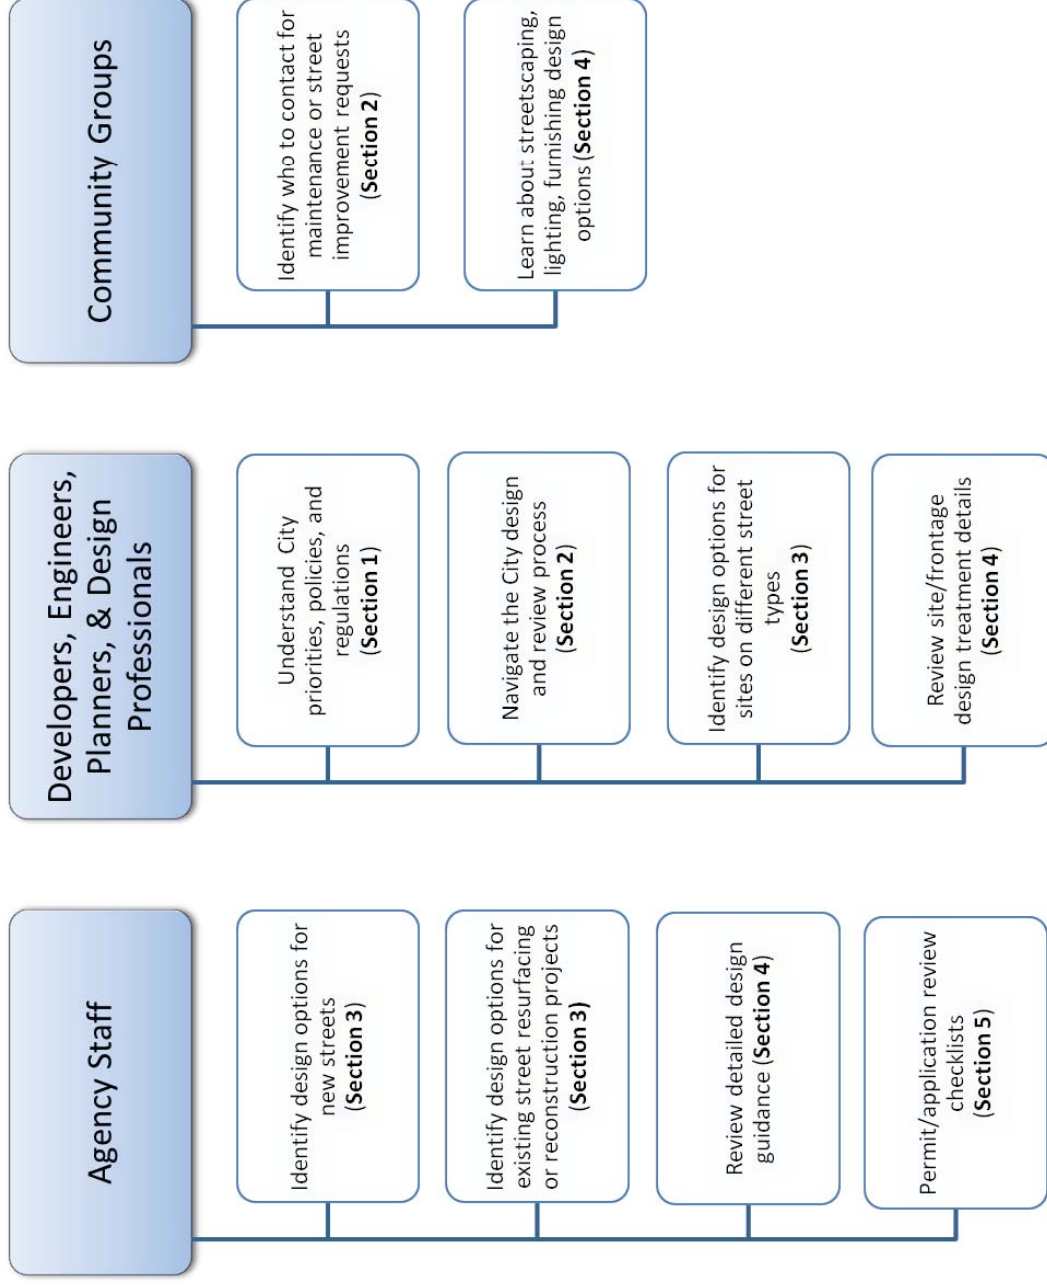 Agency Staff
Identify design options for
new streets
(Section 3)
Identify design options for
existing street resurfacing
or reconstruction projects
(Section 3)
Review detailed design
guidance (Section 4)
Permit/application review
checklists
(Section 5)
Developers, Engineers,
Planners, & Design
Professionals
Understand City
priorities, policies, and
regulations
(Section 1)
Navigate the City design
and review process
(Section 2)
Identify design options for
sites on different street
types
(Section 3)
Review site/frontage
design treatment details
(Section 4)
Community Groups
Identify who to contact for
maintenance or street
improvement requests
(Section 2)
Learn about streetscaping,
lighting, furnishing design
options (Section 4)